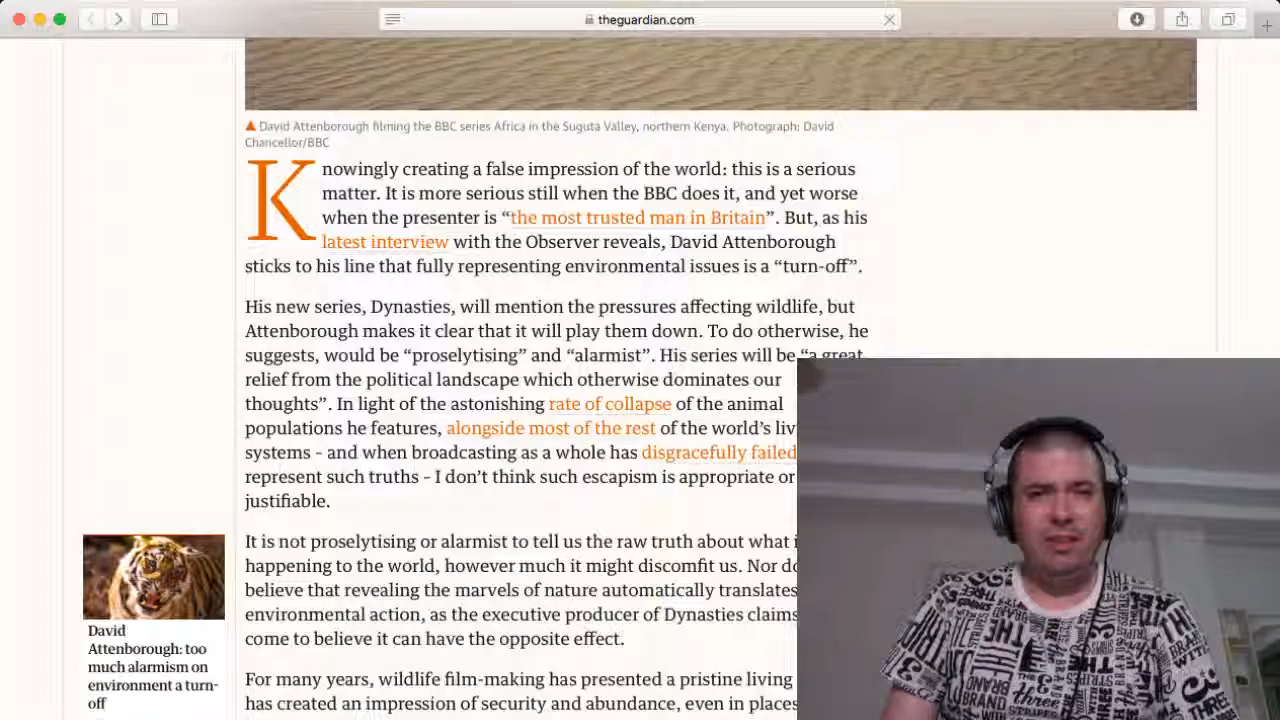 theguardian.com
David Attenborough filming the BBC series Africa in the Suguta Valley, northern Kenya. Photograph: David
Chancellor/BBC
Knowingly creating a false impression of the world: this is a serious
matter. It is more serious still when the BBC does it, and yet worse
when the presenter is “the most trusted man in Britain”. But, as his
latest interview with the Observer reveals, David Attenborough
sticks to his line that fully representing environmental issues is a “turn-off”.
His new series, Dynasties, will mention the pressures affecting wildlife, but
Attenborough makes it clear that it will play them down. To do otherwise, he
suggests, would be “proselytising” and “alarmist”. His series will be “a great
relief from the political landscape which otherwise dominates our
thoughts”. In light of the astonishing rate of collapse of the animal
populations he features, alongside most of the rest of the world’s liv
systems – and when broadcasting as a whole has disgracefully failed
represent such truths – I don’t think such escapism is appropriate or
justifiable.
It is not proselytising or alarmist to tell us the raw truth about what i
happening to the world, however much it might discomfit us. Nor do
believe that revealing the marvels of nature automatically translates
environmental action, as the executive producer of Dynasties claims
come to believe it can have the opposite effect.
For many years, wildlife film-making has presented a pristine living
has created an impression of security and abundance, even in places
David
Attenborough: too
much alarmism on
environment a turn-
off
THE
BRAND
WITH
THE
THREE
STRIPES